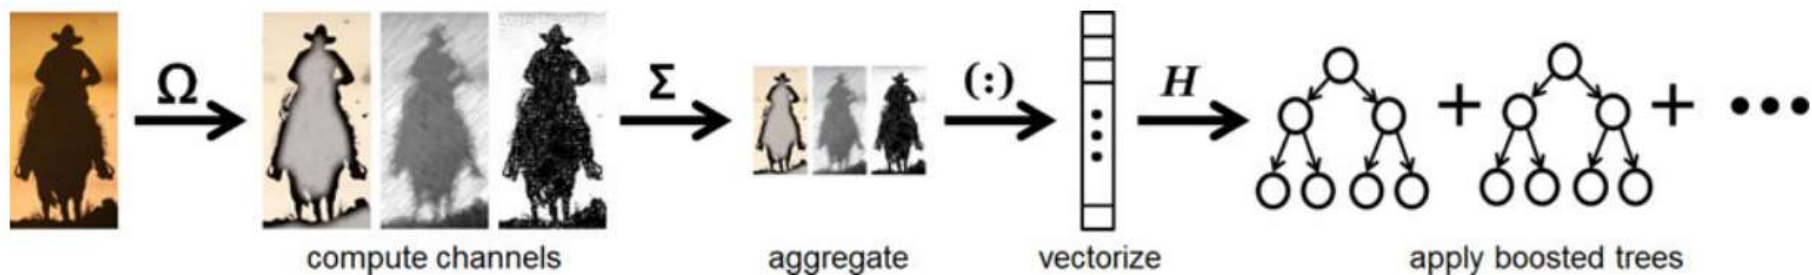 Ω Σ (:) H
+ + •••
compute channels aggregate vectorize apply boosted trees